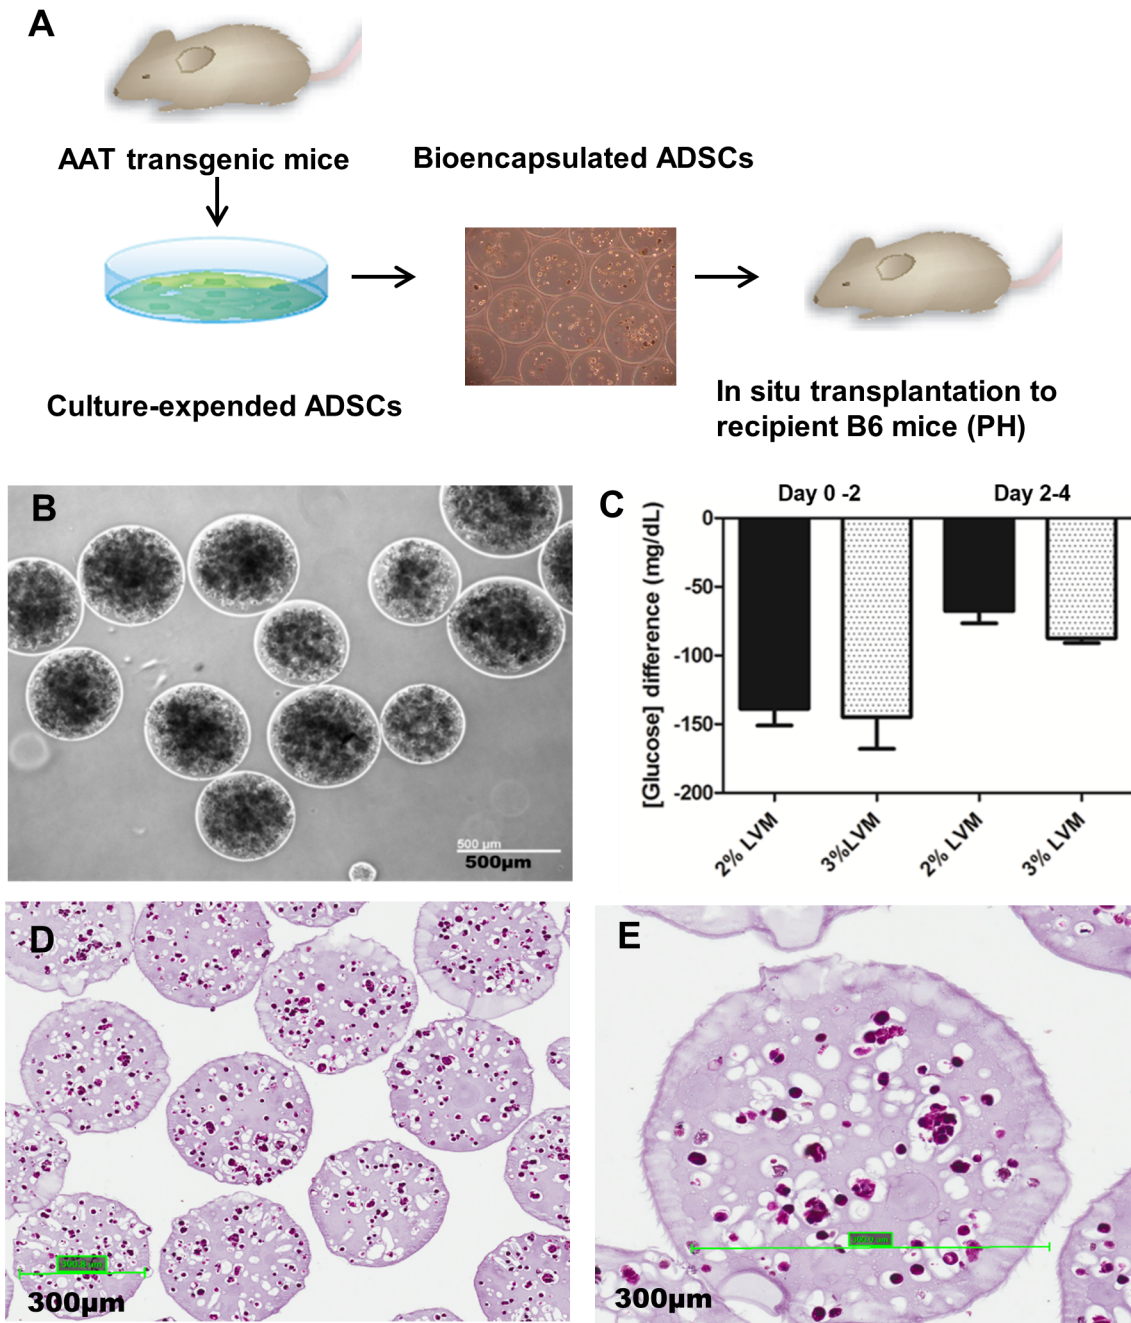 A
AAT transgenic mice
Bioencapsulated ADSCs
Culture-expended ADSCs
In situ transplantation to
recipient B6 mice (PH)
B
500 µm
500µm
C
Day 0 -2
Day 2-4
[Glucose] difference (mg/dL)
0
-50
-100
-150
-200
2% LVM
3%LVM
2% LVM
3% LVM
D
300µm
E
300µm